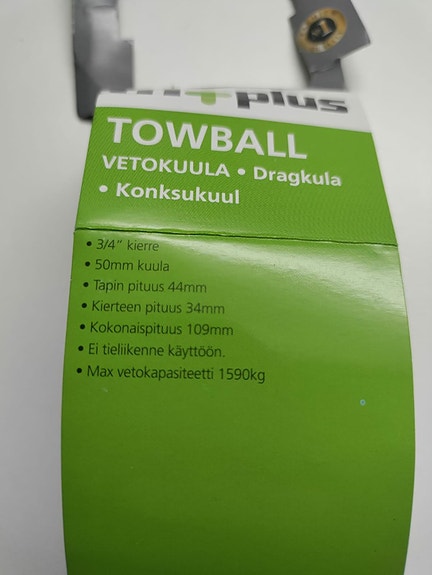 plus
TOWBALL
VETOKUULA • Dragkula
• Konksukuul
• 3/4” kierre
• 50mm kuula
• Tapin pituus 44mm
• Kierteen pituus 34mm
• Kokonaispituus 109mm
• Ei tieliikenne käyttöön.
• Max vetokapasiteetti 1590kg